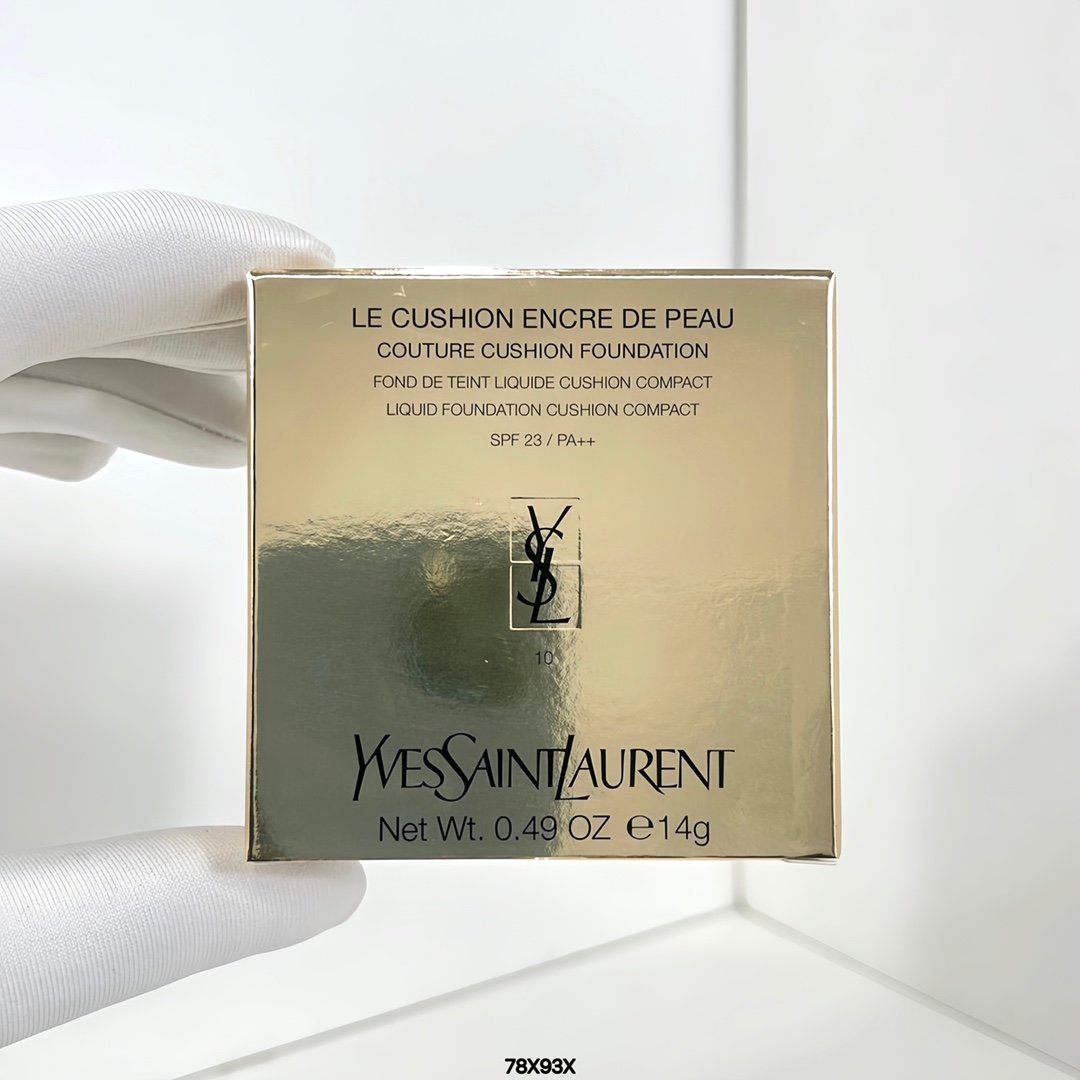 LE CUSHION ENCRE DE PEAU
COUTURE CUSHION FOUNDATION
FOND DE TEINT LIQUIDE CUSHION COMPACT
LIQUID FOUNDATION CUSHION COMPACT
SPF 23 / PA++
YSL
10
YVESSAINTLAURENT
Net Wt. 0.49 OZ ℮14g
78X93X